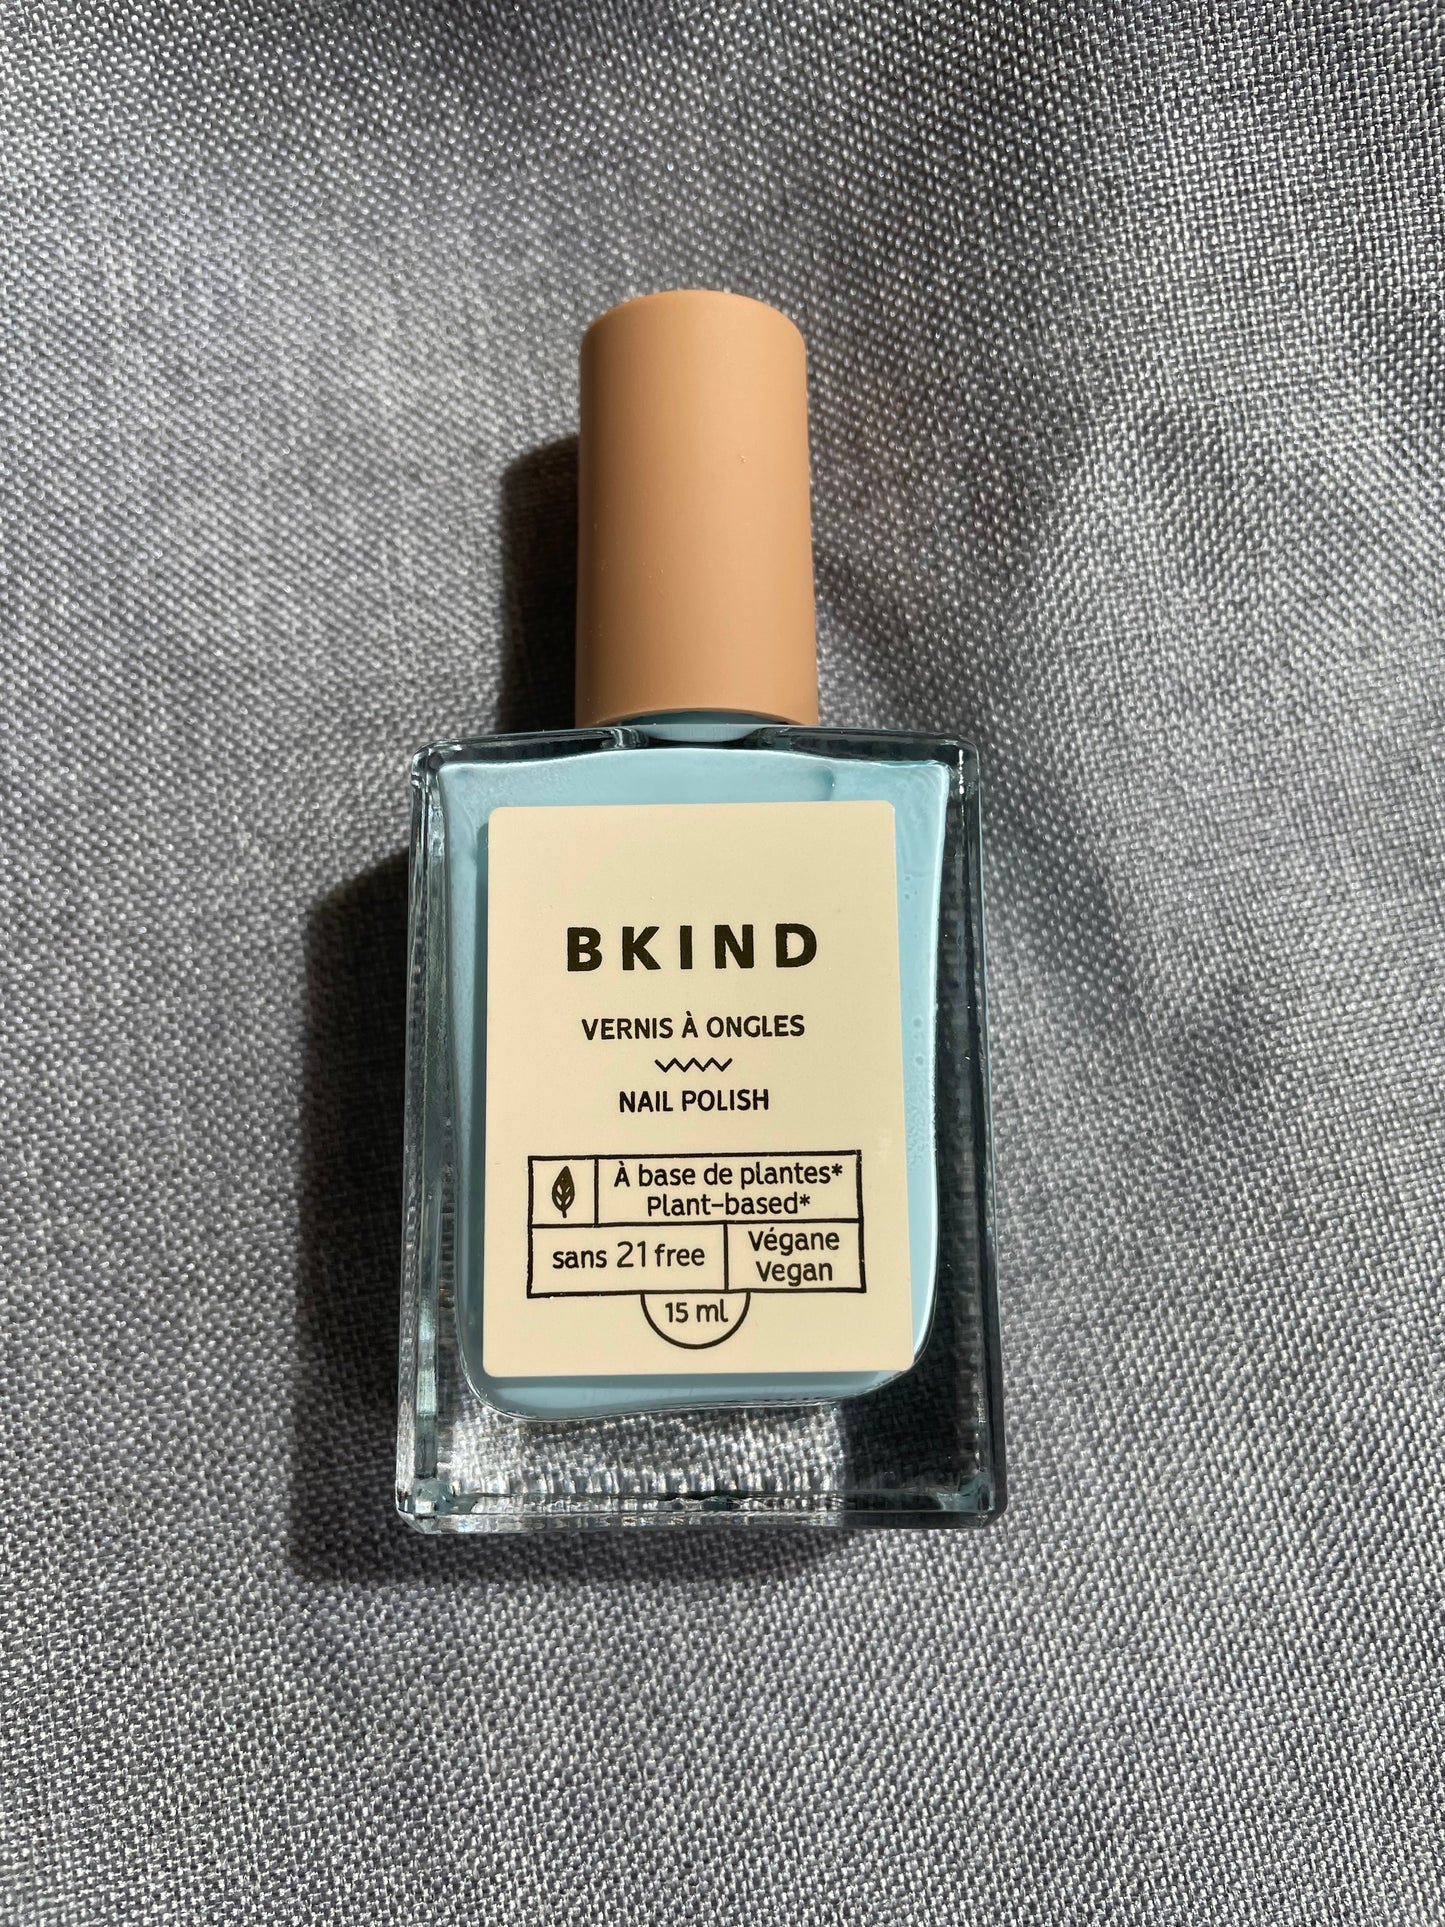 BKIND
VERNIS À ONGLES
NAIL POLISH
À base de plantes*
Plant-based*
sans 21 free
Végane
Vegan
15 ml